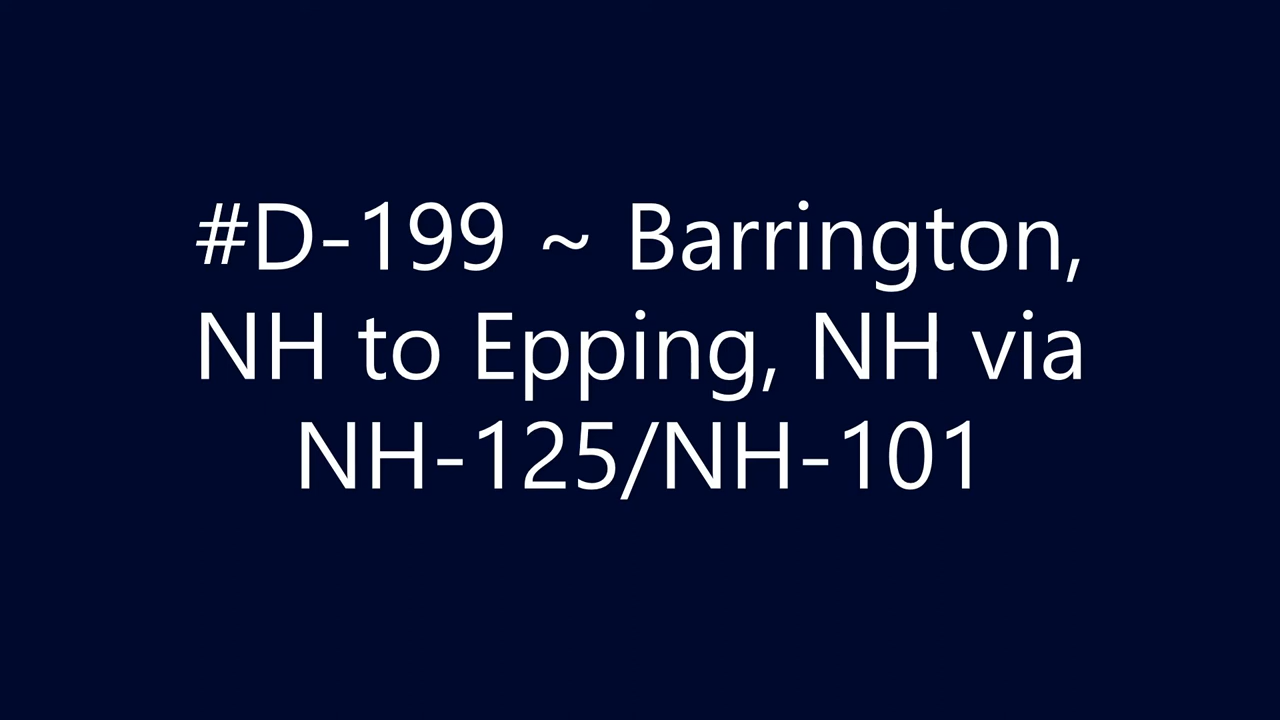 #D-199 ~ Barrington,
NH to Epping, NH via
NH-125/NH-101